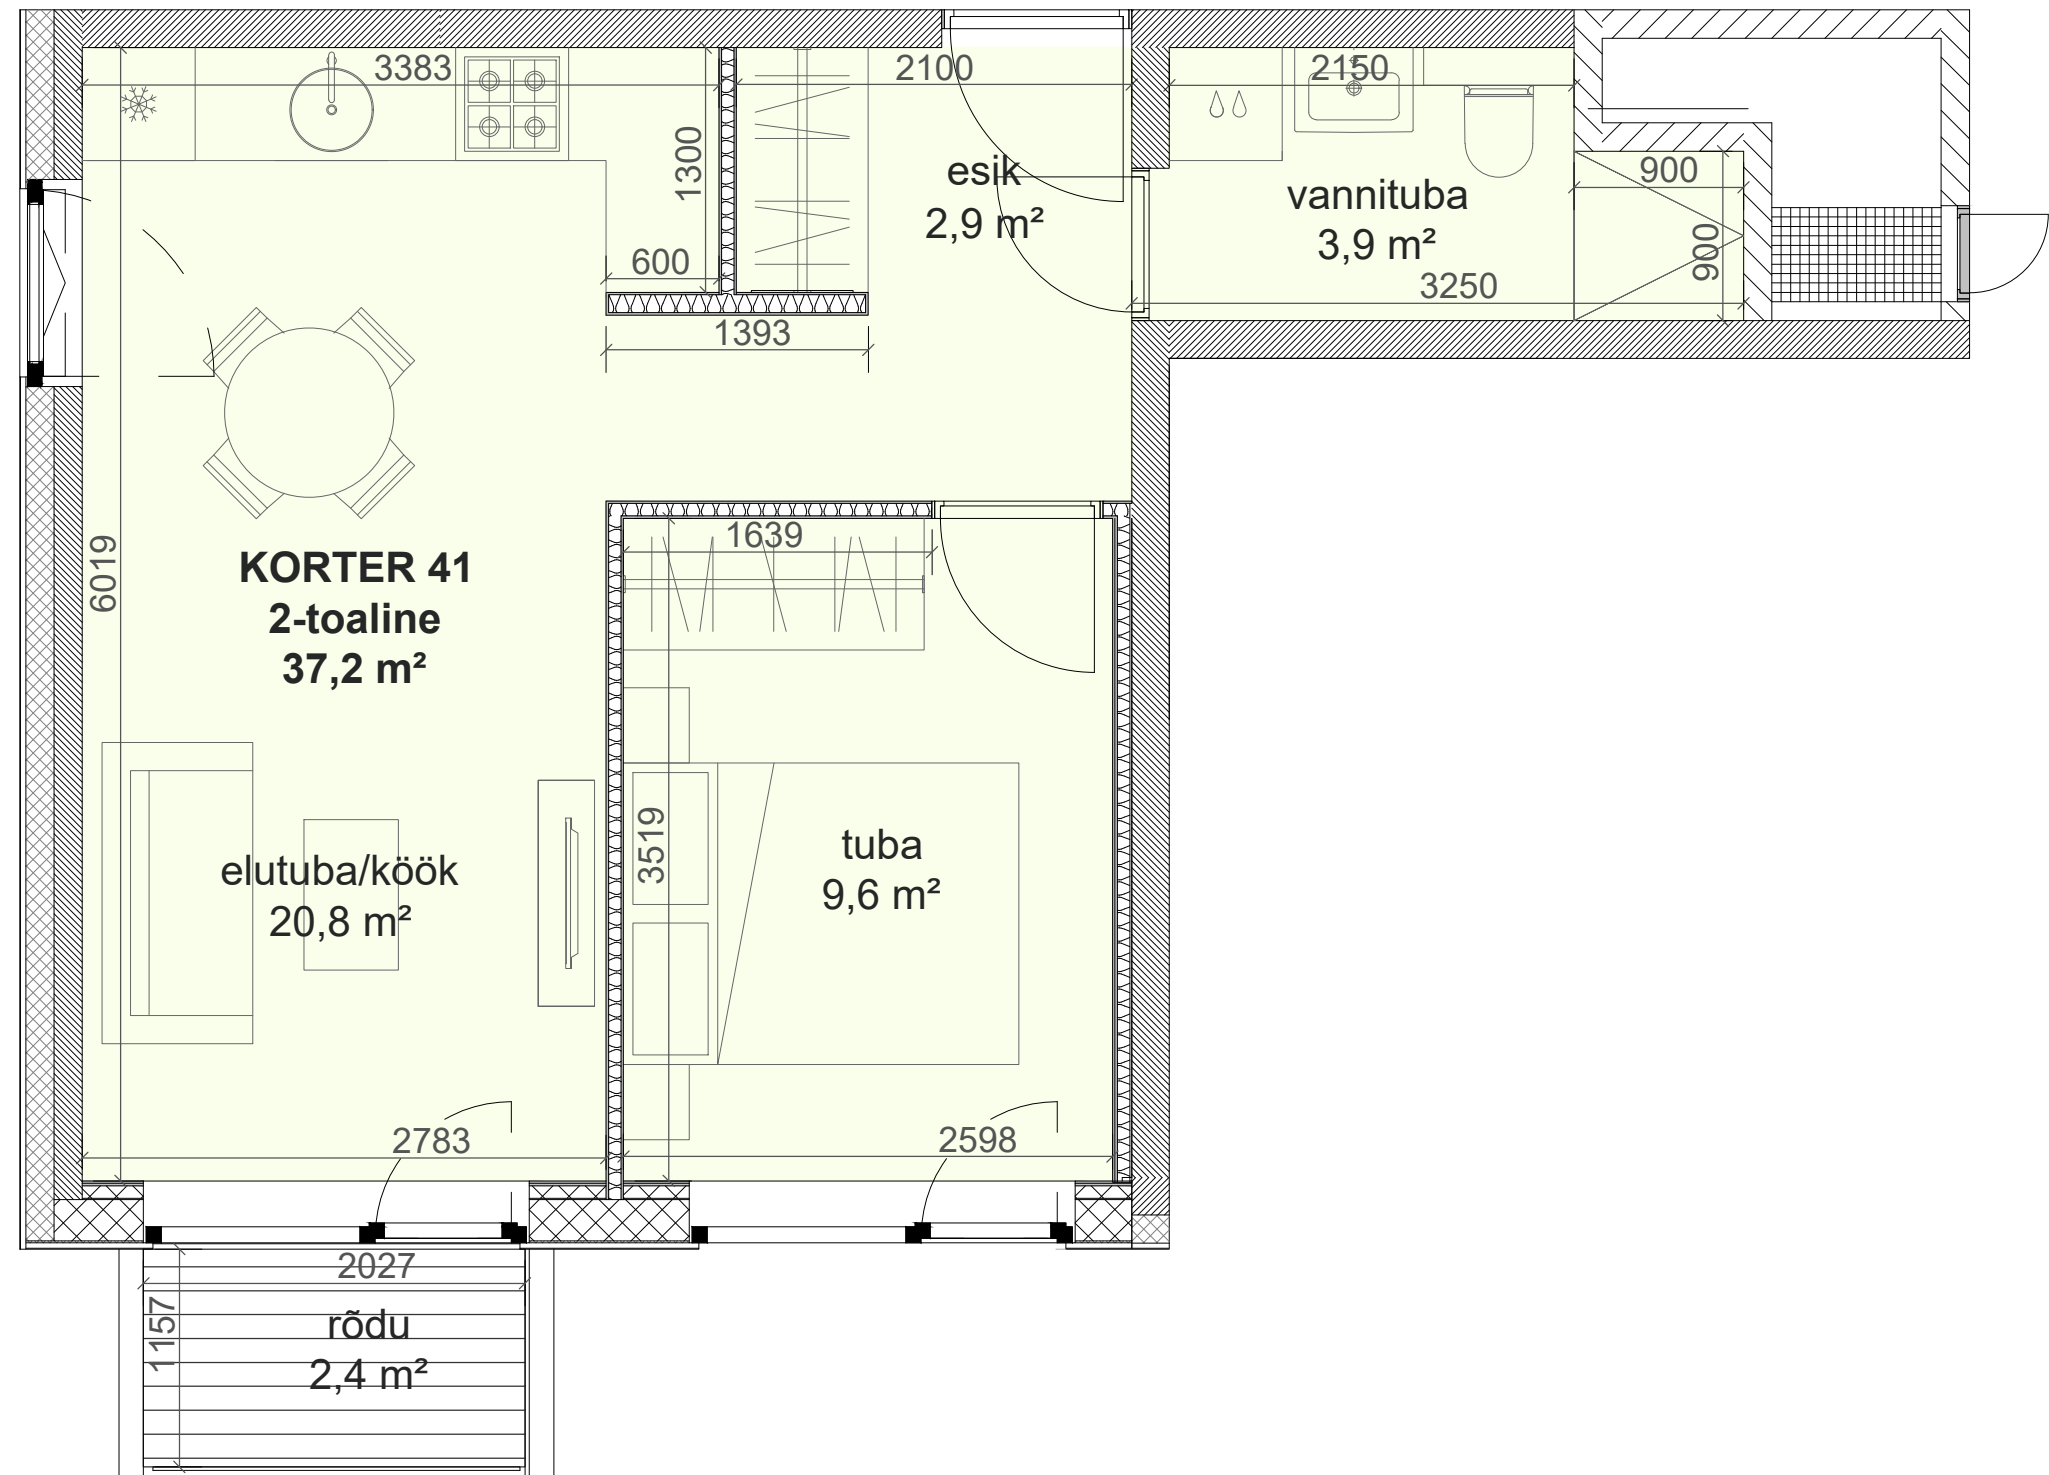 3383
2100
2150
1300
esik
2,9 m²
vannituba
3,9 m²
900
900
600
3250
1393
6019
KORTER 41
2-toaline
37,2 m²
1639
elutuba/köök
20,8 m²
3519
tuba
9,6 m²
2783
2598
2027
1157
rõdu
2,4 m²